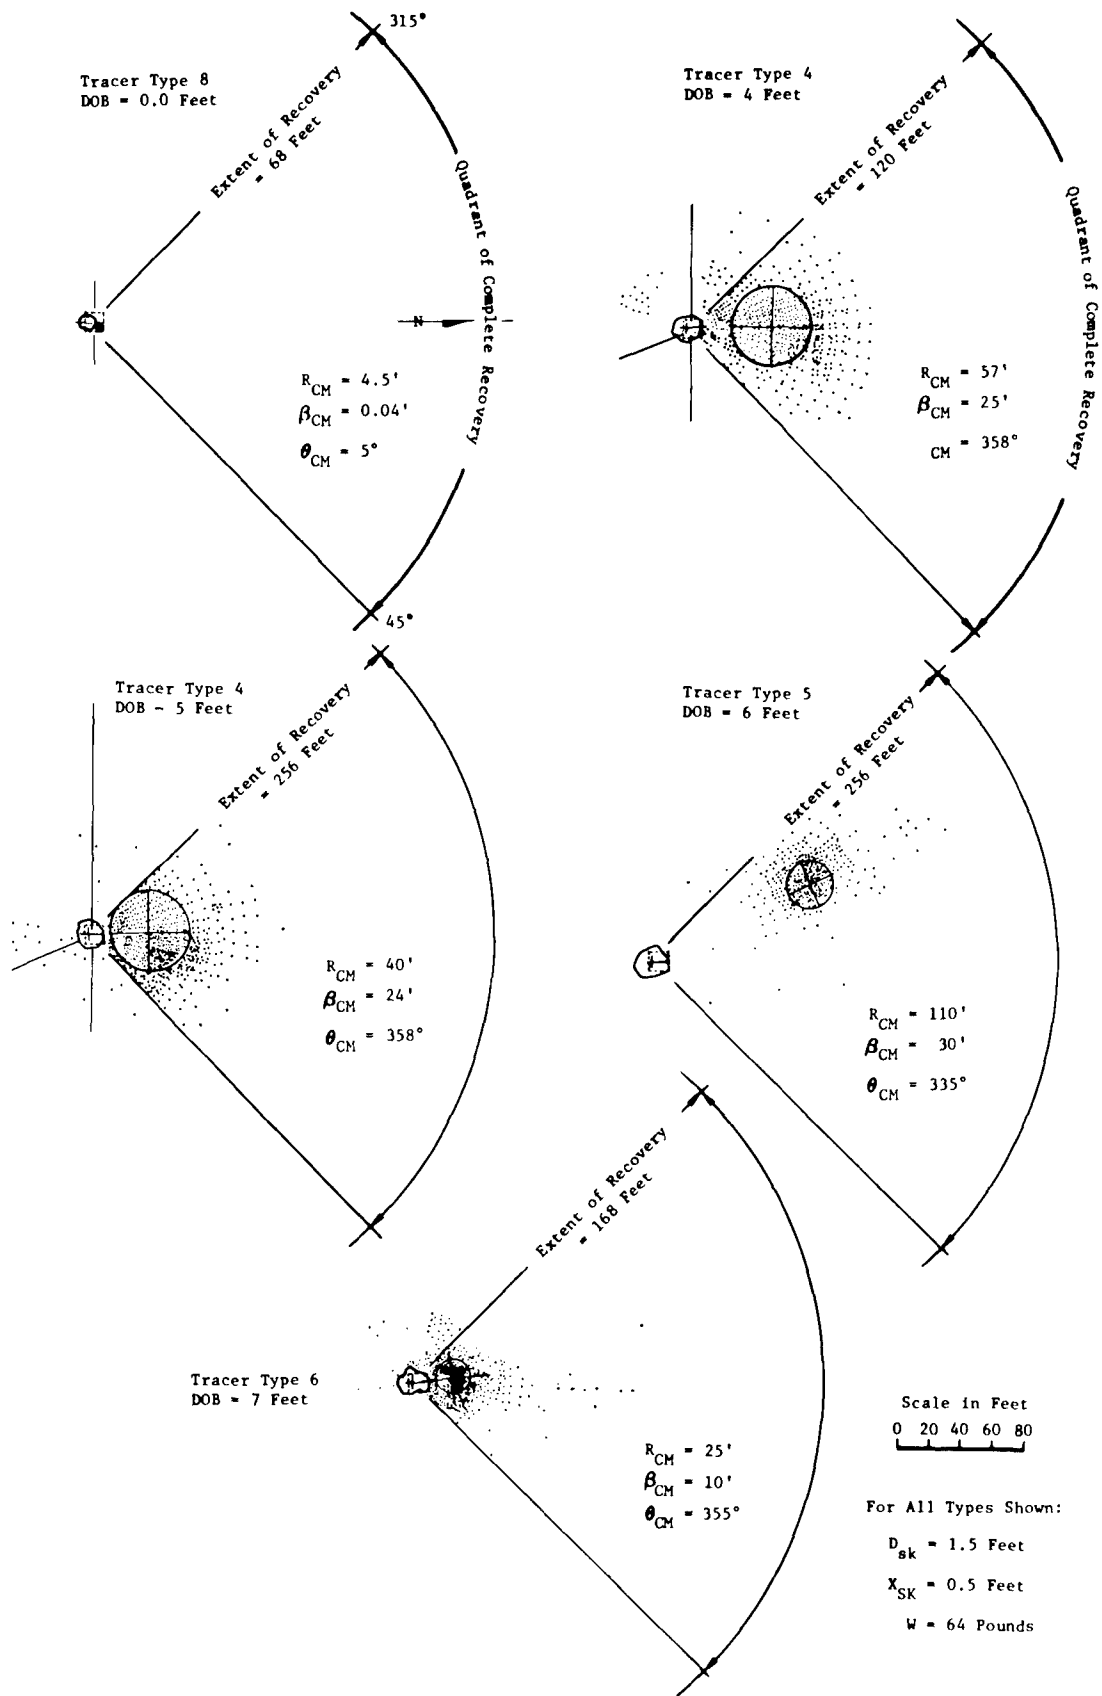 315°
Tracer Type 8
DOB = 0.0 Feet
Extent of Recovery
= 68 Feet
Quadrant of Complete Recovery
N
R_CM = 4.5'
β_CM = 0.04'
θ_CM = 5°
45°
Tracer Type 4
DOB = 4 Feet
Extent of Recovery
= 120 Feet
Quadrant of Complete Recovery
R_CM = 57'
β_CM = 25'
CM = 358°
Tracer Type 4
DOB - 5 Feet
Extent of Recovery
= 256 Feet
R_CM = 40'
β_CM = 24'
θ_CM = 358°
Tracer Type 5
DOB = 6 Feet
Extent of Recovery
= 256 Feet
R_CM = 110'
β_CM = 30'
θ_CM = 335°
Tracer Type 6
DOB = 7 Feet
Extent of Recovery
= 168 Feet
R_CM = 25'
β_CM = 10'
θ_CM = 355°
Scale in Feet
0 20 40 60 80
For All Types Shown:
D_sk = 1.5 Feet
X_SK = 0.5 Feet
W = 64 Pounds